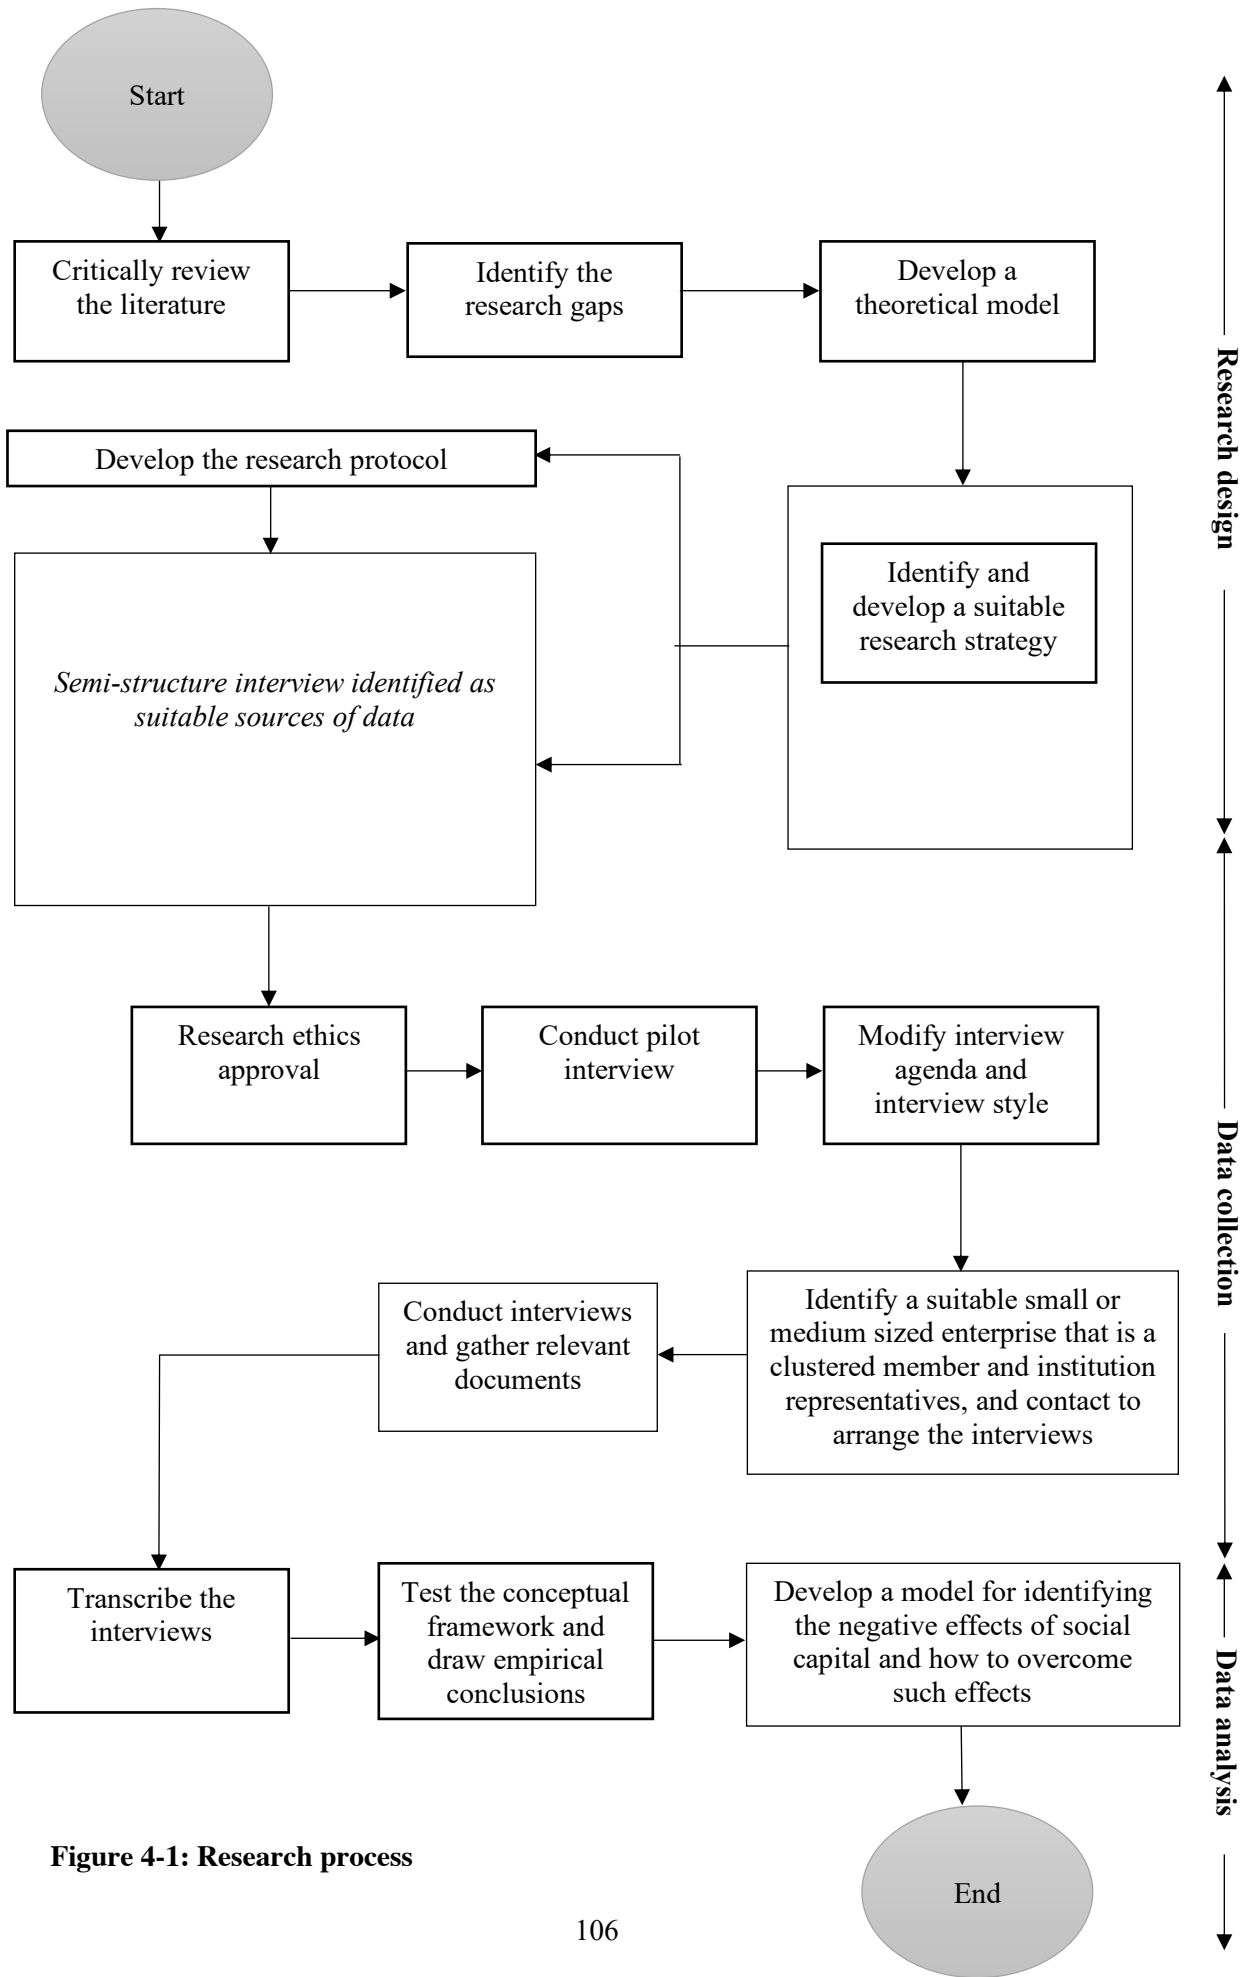 Start
Critically review
the literature
Identify the
research gaps
Develop a
theoretical model
Research design
Develop the research protocol
Identify and
develop a suitable
research strategy
Semi-structure interview identified as
suitable sources of data
Research ethics
approval
Conduct pilot
interview
Modify interview
agenda and
interview style
Data collection
Identify a suitable small or
medium sized enterprise that is a
clustered member and institution
representatives, and contact to
arrange the interviews
Conduct interviews
and gather relevant
documents
Transcribe the
interviews
Test the conceptual
framework and
draw empirical
conclusions
Develop a model for identifying
the negative effects of social
capital and how to overcome
such effects
Data analysis
End
Figure 4-1: Research process
106